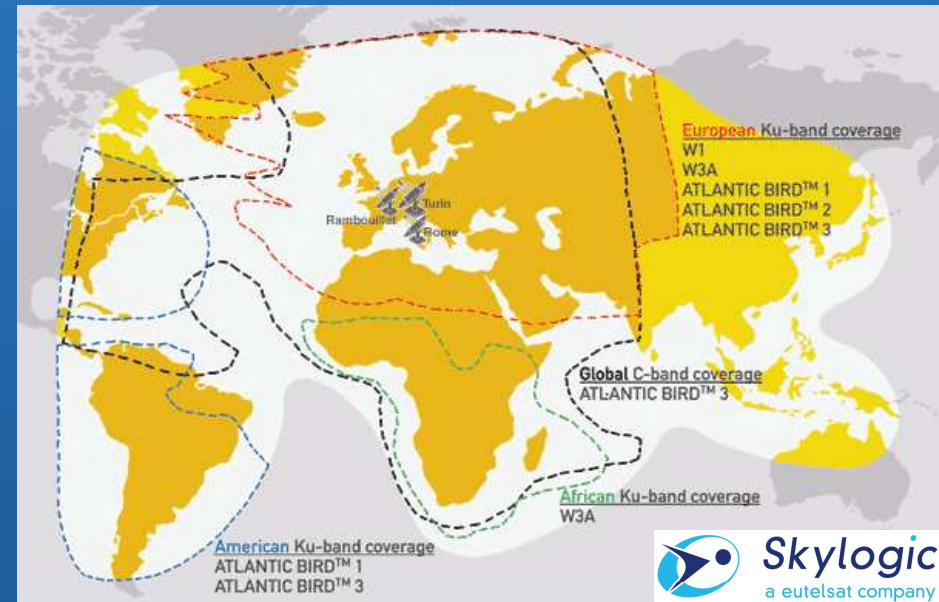 European Ku-band coverage
W1
W3A
ATLANTIC BIRD™ 1
ATLANTIC BIRD™ 2
ATLANTIC BIRD™ 3
Turin
Rambouillet
Rome
Global C-band coverage
ATLANTIC BIRD™ 3
African Ku-band coverage
W3A
American Ku-band coverage
ATLANTIC BIRD™ 1
ATLANTIC BIRD™ 3
Skylogic
a eutelsat company